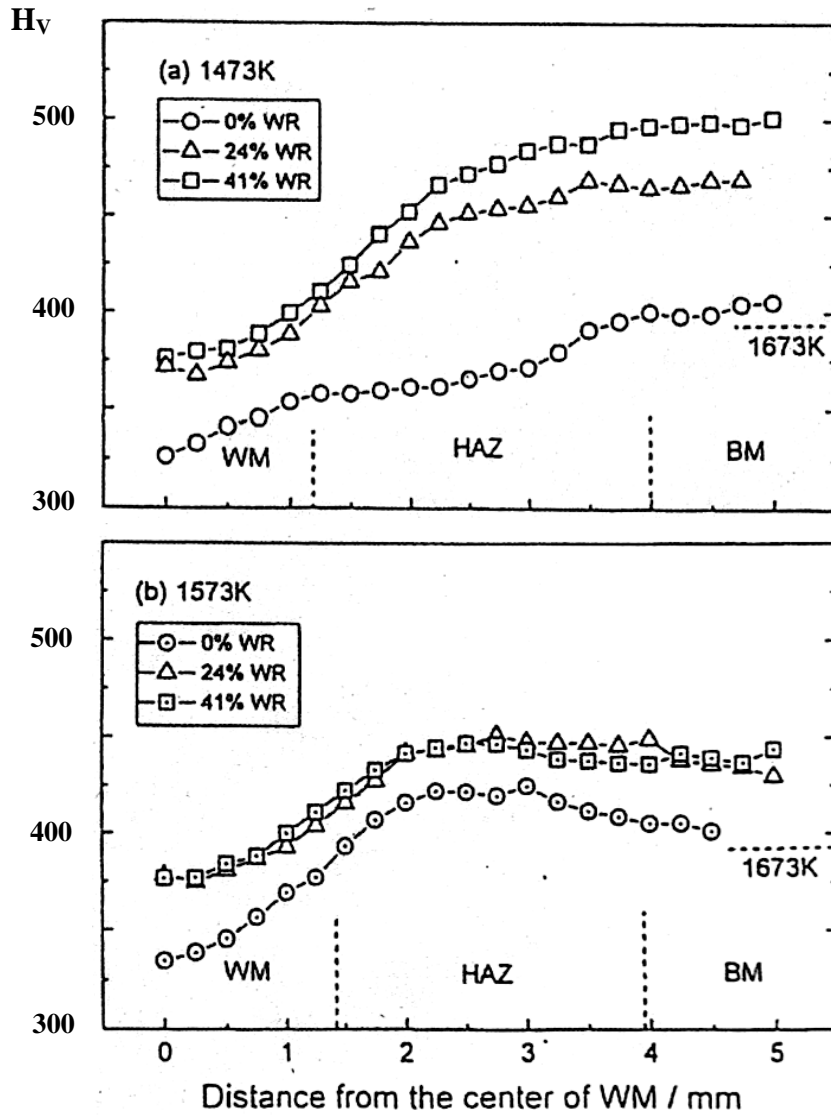 Hv
(a) 1473K
500
0% WR
24% WR
41% WR
400
1673K
WM HAZ BM
300
(b) 1573K
500
0% WR
24% WR
41% WR
400
1673K
WM HAZ BM
300
0 1 2 3 4 5
Distance from the center of WM / mm